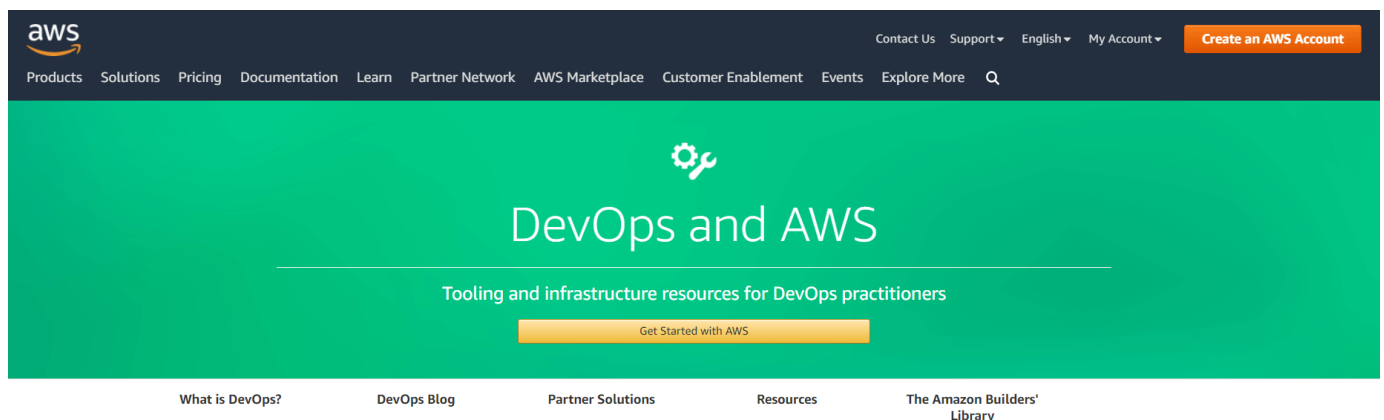 aws
Contact Us Support English My Account Create an AWS Account
Products Solutions Pricing Documentation Learn Partner Network AWS Marketplace Customer Enablement Events Explore More
DevOps and AWS
Tooling and infrastructure resources for DevOps practitioners
Get Started with AWS
What is DevOps? DevOps Blog Partner Solutions Resources The Amazon Builders'
Library